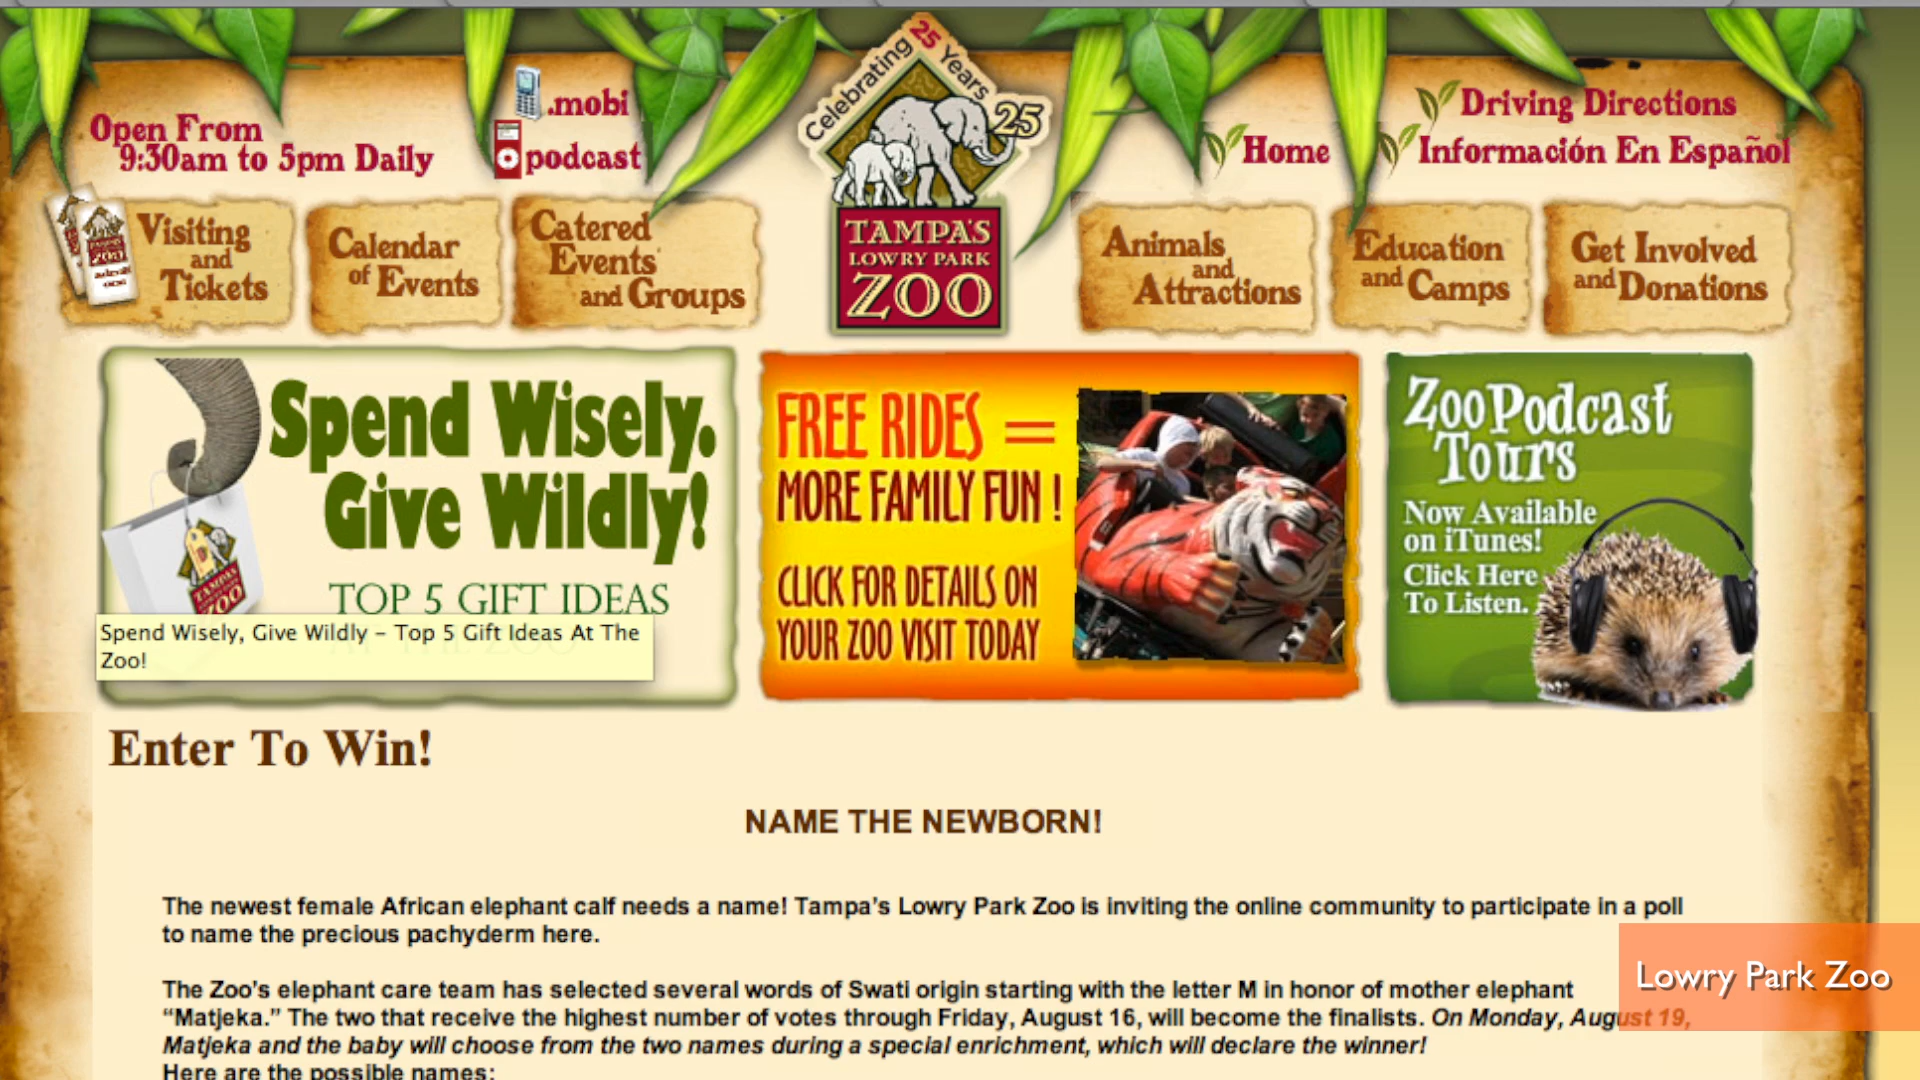 Celebrating 25 Years
25
Open From
9:30am to 5pm Daily
.mobi
podcast
Home
Driving Directions
Información En Español
Visiting
and
Tickets
Calendar
of Events
Catered
Events
and Groups
TAMPA'S
LOWRY PARK
ZOO
Animals
and
Attractions
Education
and Camps
Get Involved
and Donations
Spend Wisely.
Give Wildly!
TOP 5 GIFT IDEAS
AT THE ZOO
TAMPA'S
ZOO
Spend Wisely, Give Wildly - Top 5 Gift Ideas At The
Zoo!
FREE RIDES =
MORE FAMILY FUN !
CLICK FOR DETAILS ON
YOUR ZOO VISIT TODAY
Zoo Podcast
Tours
Now Available
on iTunes!
Click Here
To Listen.
Enter To Win!
NAME THE NEWBORN!
The newest female African elephant calf needs a name! Tampa's Lowry Park Zoo is inviting the online community to participate in a poll
to name the precious pachyderm here.
The Zoo's elephant care team has selected several words of Swati origin starting with the letter M in honor of mother elephant
“Matjeka.” The two that receive the highest number of votes through Friday, August 16, will become the finalists. On Monday, August 19,
Matjeka and the baby will choose from the two names during a special enrichment, which will declare the winner!
Here are the possible names:
Lowry Park Zoo